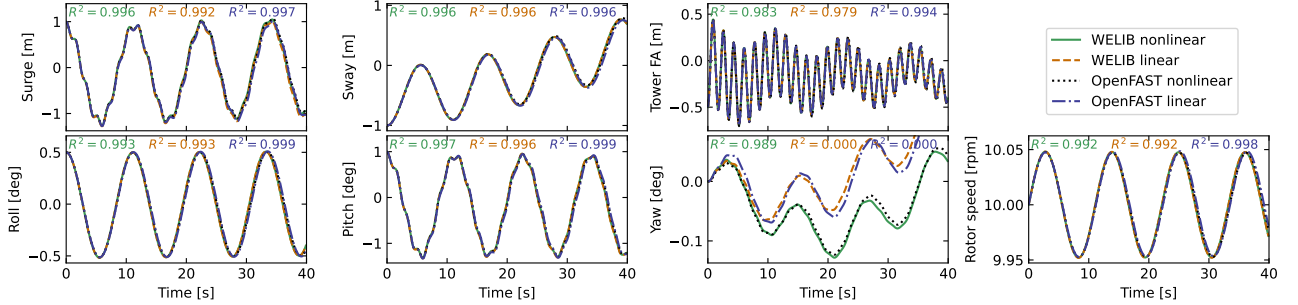 R² = 0.996 R² = 0.992 R² = 0.997
Surge [m]
1
0
−1
R² = 0.996 R² = 0.996 R² = 0.996
Sway [m]
1
0
−1
R² = 0.983 R² = 0.979 R² = 0.994
Tower FA [m]
0.5
0.0
−0.5
WELIB nonlinear
WELIB linear
OpenFAST nonlinear
OpenFAST linear
R² = 0.993 R² = 0.993 R² = 0.999
Roll [deg]
0.5
0.0
−0.5
0 10 20 30 40
Time [s]
R² = 0.997 R² = 0.996 R² = 0.999
Pitch [deg]
1
0
−1
0 10 20 30 40
Time [s]
R² = 0.989 R² = 0.000 R² = 0.000
Yaw [deg]
0.0
−0.1
0 10 20 30 40
Time [s]
R² = 0.992 R² = 0.992 R² = 0.998
Rotor speed [rpm]
10.05
10.00
9.95
0 10 20 30 40
Time [s]